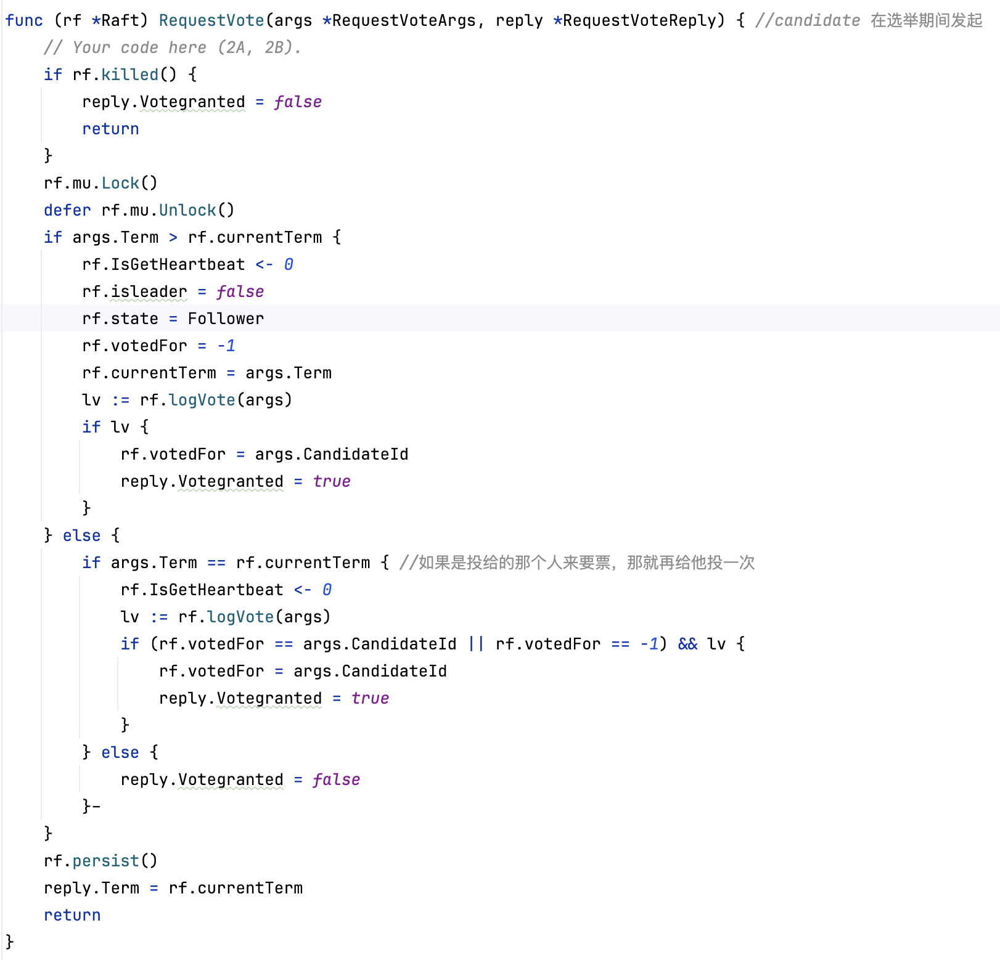 func (rf *Raft) RequestVote(args *RequestVoteArgs, reply *RequestVoteReply) { //candidate 在选举期间发起
    // Your code here (2A, 2B).
    if rf.killed() {
        reply.Votegranted = false
        return
    }
    rf.mu.Lock()
    defer rf.mu.Unlock()
    if args.Term > rf.currentTerm {
        rf.IsGetHeartbeat <- 0
        rf.isleader = false
        rf.state = Follower
        rf.votedFor = -1
        rf.currentTerm = args.Term
        lv := rf.logVote(args)
        if lv {
            rf.votedFor = args.CandidateId
            reply.Votegranted = true
        }
    } else {
        if args.Term == rf.currentTerm { //如果是投给的那个人来要票，那就再给他投一次
            rf.IsGetHeartbeat <- 0
            lv := rf.logVote(args)
            if (rf.votedFor == args.CandidateId || rf.votedFor == -1) && lv {
                rf.votedFor = args.CandidateId
                reply.Votegranted = true
            }
        } else {
            reply.Votegranted = false
        }-
    }
    rf.persist()
    reply.Term = rf.currentTerm
    return
}